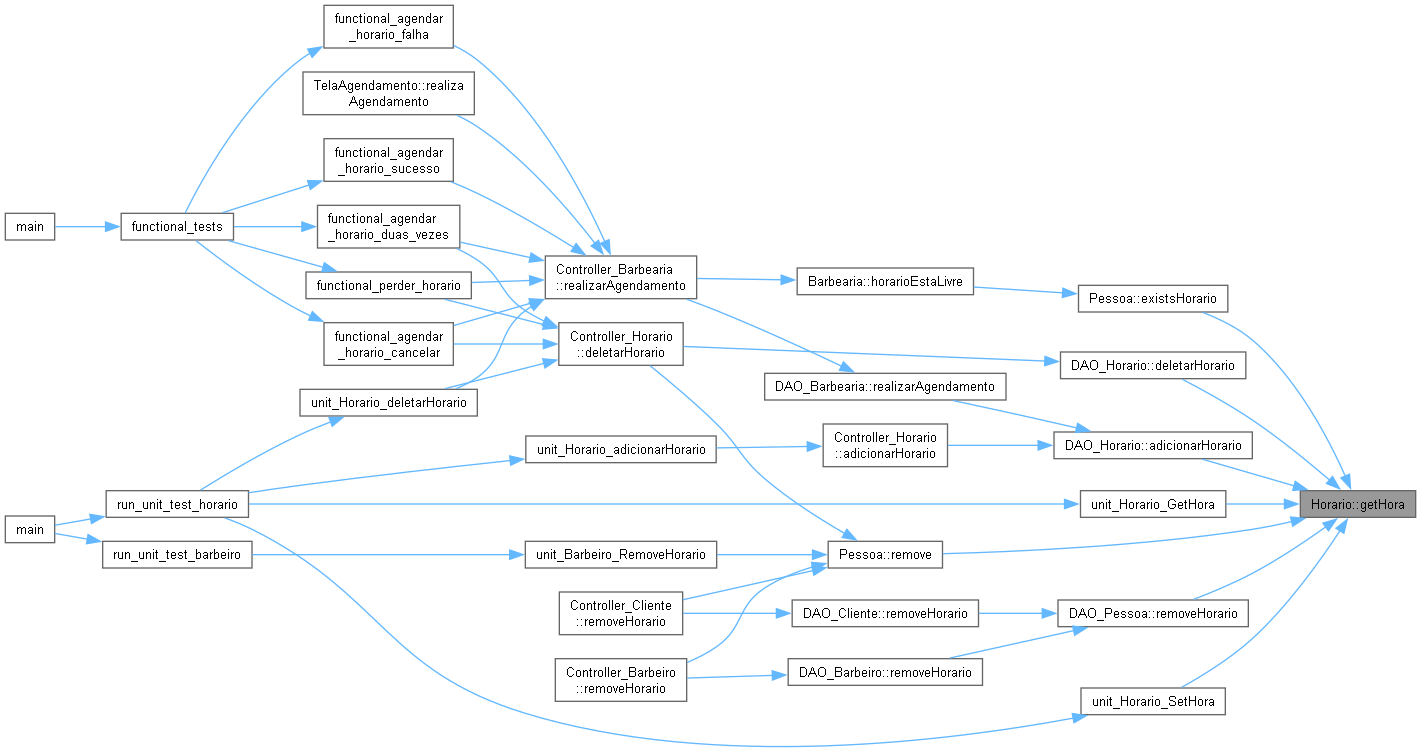 functional_agendar
_horario_falha
TelaAgendamento::realiza
Agendamento
functional_agendar
_horario_sucesso
main
functional_tests
functional_agendar
_horario_duas_vezes
functional_perder_horario
functional_agendar
_horario_cancelar
Controller_Barbearia
::realizarAgendamento
Barbearia::horarioEstaLivre
Pessoa::existsHorario
Controller_Horario
::deletarHorario
DAO_Horario::deletarHorario
DAO_Barbearia::realizarAgendamento
unit_Horario_deletarHorario
unit_Horario_adicionarHorario
Controller_Horario
::adicionarHorario
DAO_Horario::adicionarHorario
main
run_unit_test_horario
unit_Horario_GetHora
Horario::getHora
run_unit_test_barbeiro
unit_Barbeiro_RemoveHorario
Pessoa::remove
Controller_Cliente
::removeHorario
DAO_Cliente::removeHorario
DAO_Pessoa::removeHorario
Controller_Barbeiro
::removeHorario
DAO_Barbeiro::removeHorario
unit_Horario_SetHora